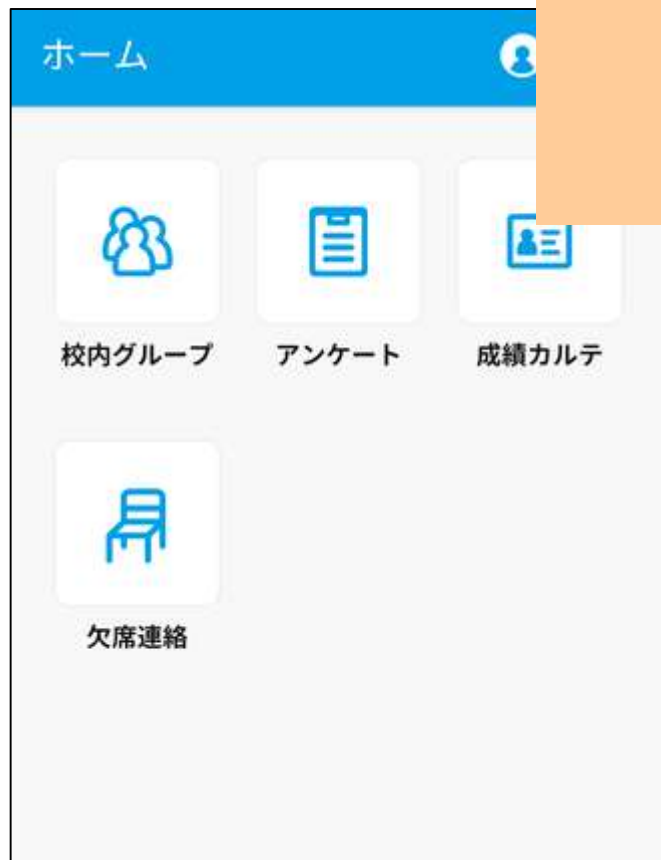 ホーム
校内グループ
アンケート
成績カルテ
欠席連絡